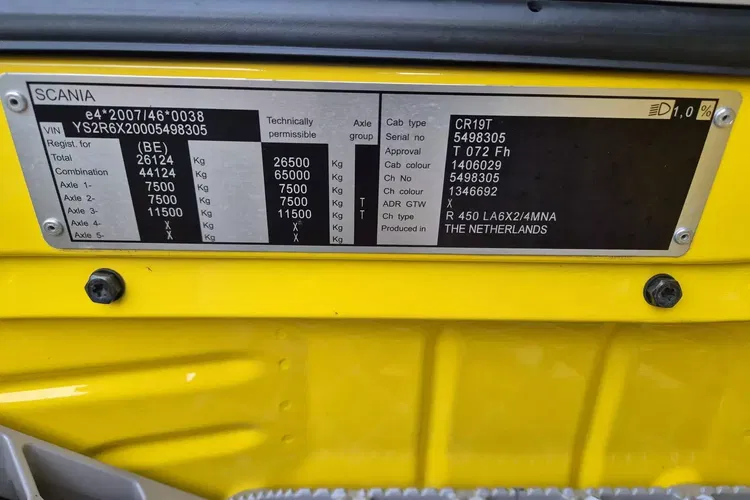 SCANIA 1,0 %
e4*2007/46*0038
VIN YS2R6X20005498305
Technically permissible Axle group
Regist. for (BE)
Total 26124 Kg 26500 Kg
Combination 44124 Kg 65000 Kg
Axle 1- 7500 Kg 7500 Kg
Axle 2- 7500 Kg 7500 Kg T
Axle 3- 11500 Kg 11500 Kg T
Axle 4- X Kg X Kg
Axle 5- X Kg X Kg
Cab type CR19T
Serial no 5498305
Approval T 072 Fh
Cab colour 1406029
Ch No 5498305
Ch colour 1346692
ADR GTW X
Ch type R 450 LA6X2/4MNA
Produced in THE NETHERLANDS